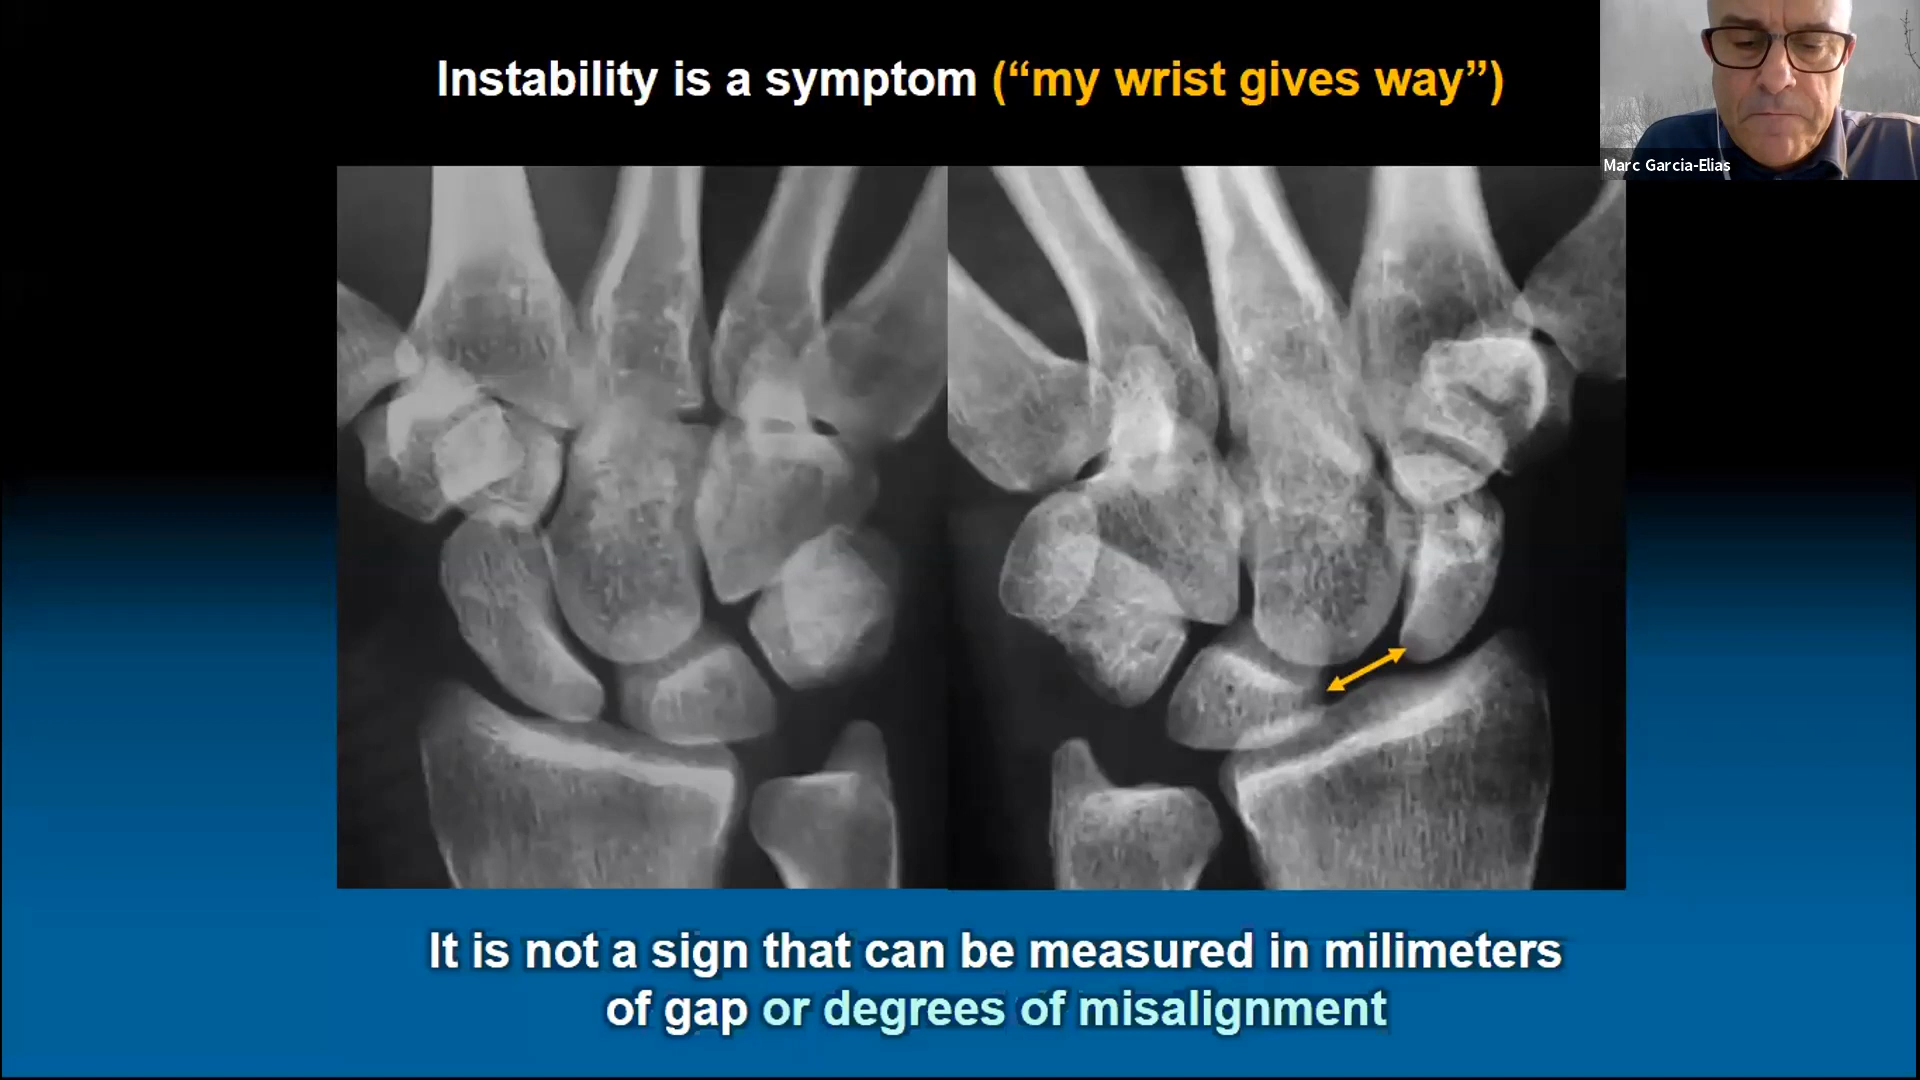 Instability is a symptom (“my wrist gives way”)
Marc Garcia-Elias
It is not a sign that can be measured in milimeters
of gap or degrees of misalignment